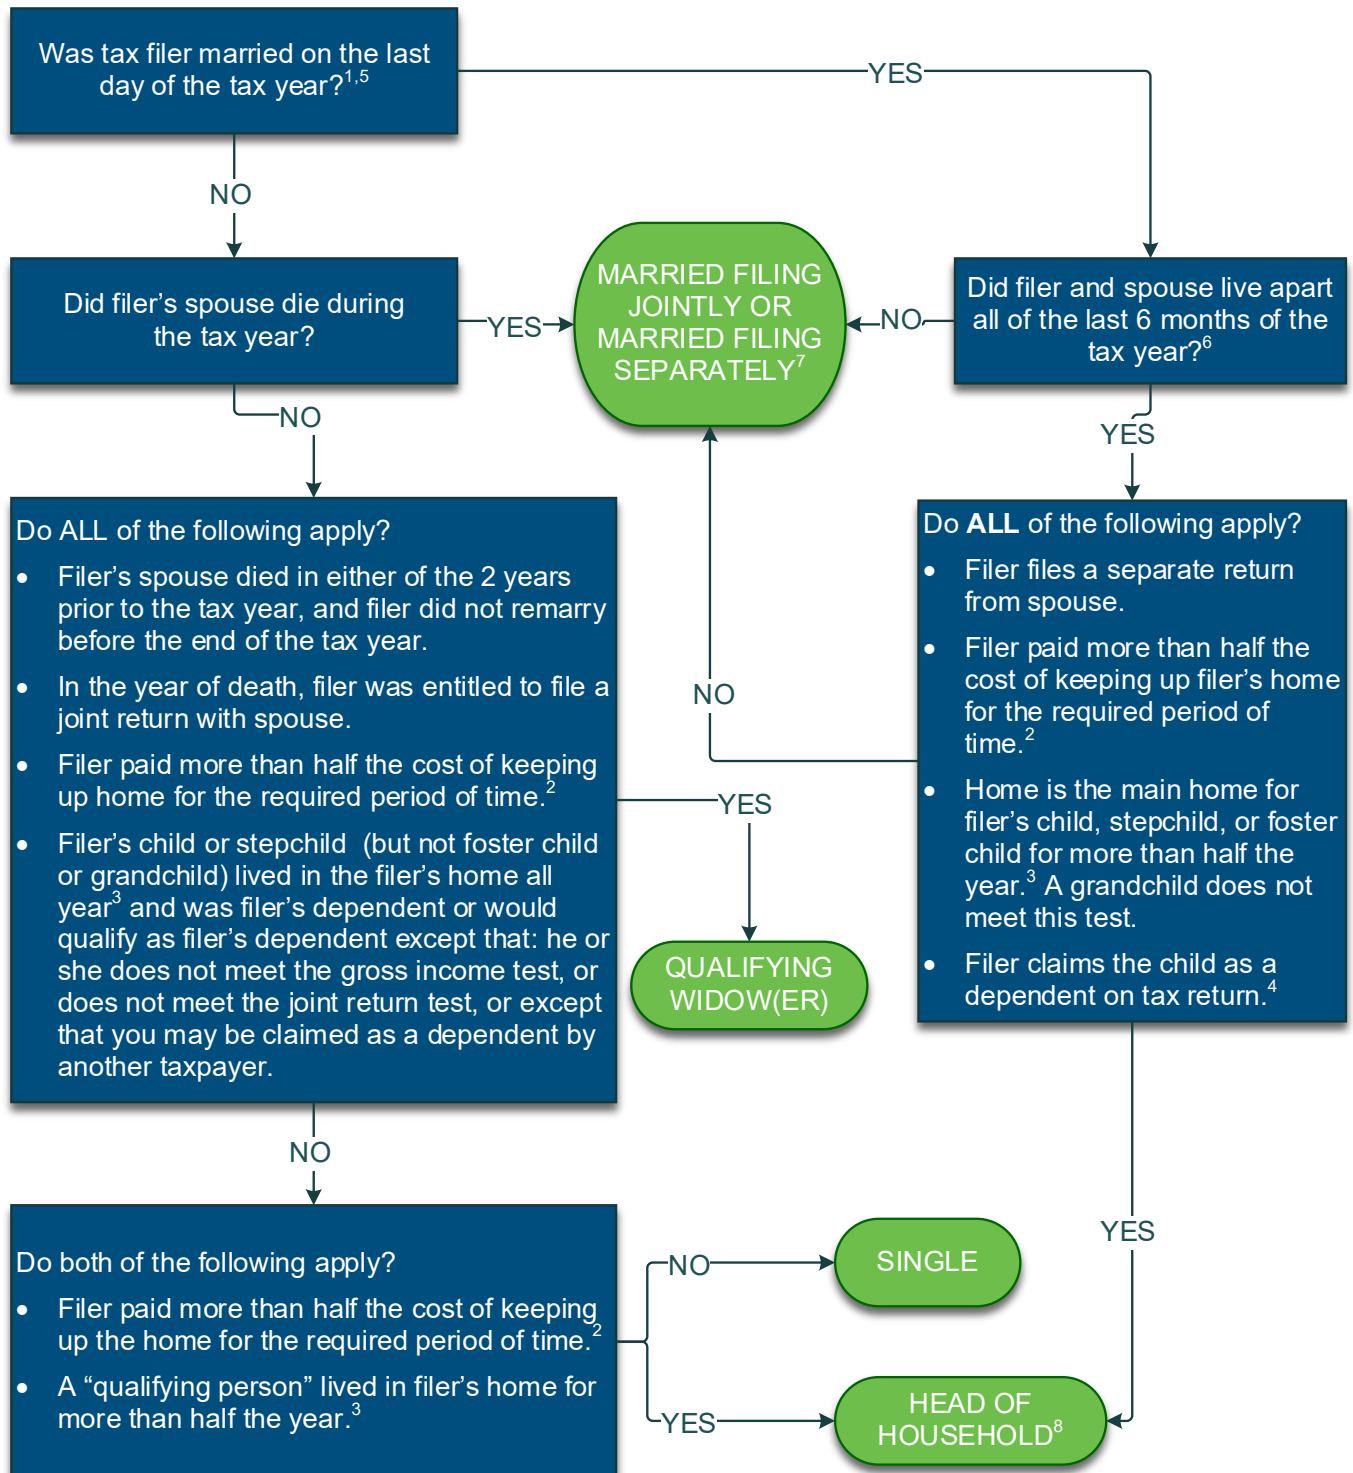 Was tax filer married on the last
day of the tax year?1,5
YES
NO
Did filer's spouse die during
the tax year?
YES
MARRIED FILING
JOINTLY OR
MARRIED FILING
SEPARATELY7
NO
Did filer and spouse live apart
all of the last 6 months of the
tax year?6
NO
YES
Do ALL of the following apply?
• Filer's spouse died in either of the 2 years
prior to the tax year, and filer did not remarry
before the end of the tax year.
• In the year of death, filer was entitled to file a
joint return with spouse.
• Filer paid more than half the cost of keeping
up home for the required period of time.2
• Filer's child or stepchild (but not foster child
or grandchild) lived in the filer's home all
year3 and was filer's dependent or would
qualify as filer's dependent except that: he or
she does not meet the gross income test, or
does not meet the joint return test, or except
that you may be claimed as a dependent by
another taxpayer.
NO
YES
QUALIFYING
WIDOW(ER)
Do ALL of the following apply?
• Filer files a separate return
from spouse.
• Filer paid more than half the
cost of keeping up filer's home
for the required period of
time.2
• Home is the main home for
filer's child, stepchild, or foster
child for more than half the
year.3 A grandchild does not
meet this test.
• Filer claims the child as a
dependent on tax return.4
NO
YES
Do both of the following apply?
• Filer paid more than half the cost of keeping
up the home for the required period of time.2
• A “qualifying person” lived in filer's home for
more than half the year.3
NO
SINGLE
YES
HEAD OF
HOUSEHOLD8